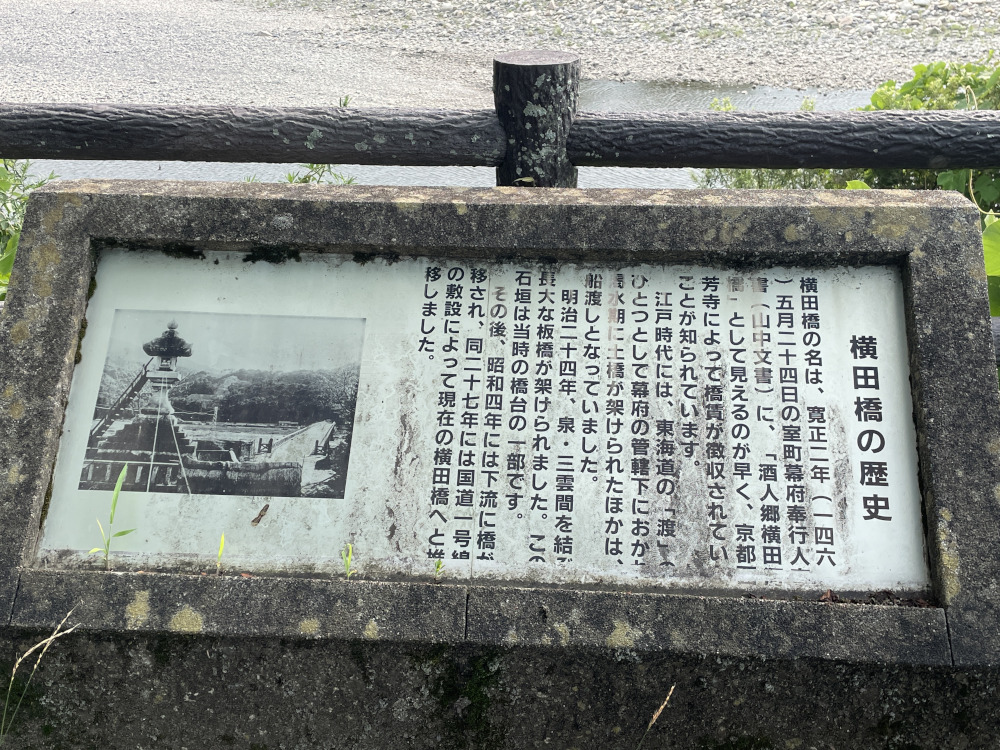 横田橋の歴史
横田橋の名は、寛正二年(一四六
)五月二十四日の室町幕府奉行人
書(山中文書)に、「酒人郷横田
橋」として見えるのが早く、京都
芳寺によって橋賃が徴収されてい
ことが知られています。
江戸時代には、東海道の「渡」の
ひとつとして幕府の管轄下におか
渇水期に土橋が架けられたほかは、
船渡しとなっていました。
明治二十四年、泉・三雲間を結ぶ
長大な板橋が架けられました。この
石垣は当時の橋台の一部です。
その後、昭和四年には下流に橋が
移され、同二十七年には国道一号線
の敷設によって現在の横田橋へと推
移しました。